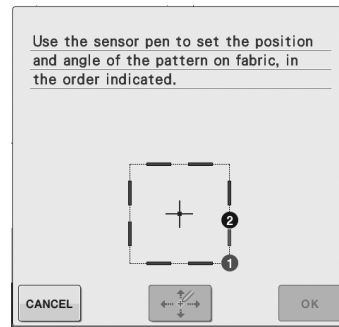 Use the sensor pen to set the position
and angle of the pattern on fabric, in
the order indicated.
2
1
CANCEL
OK